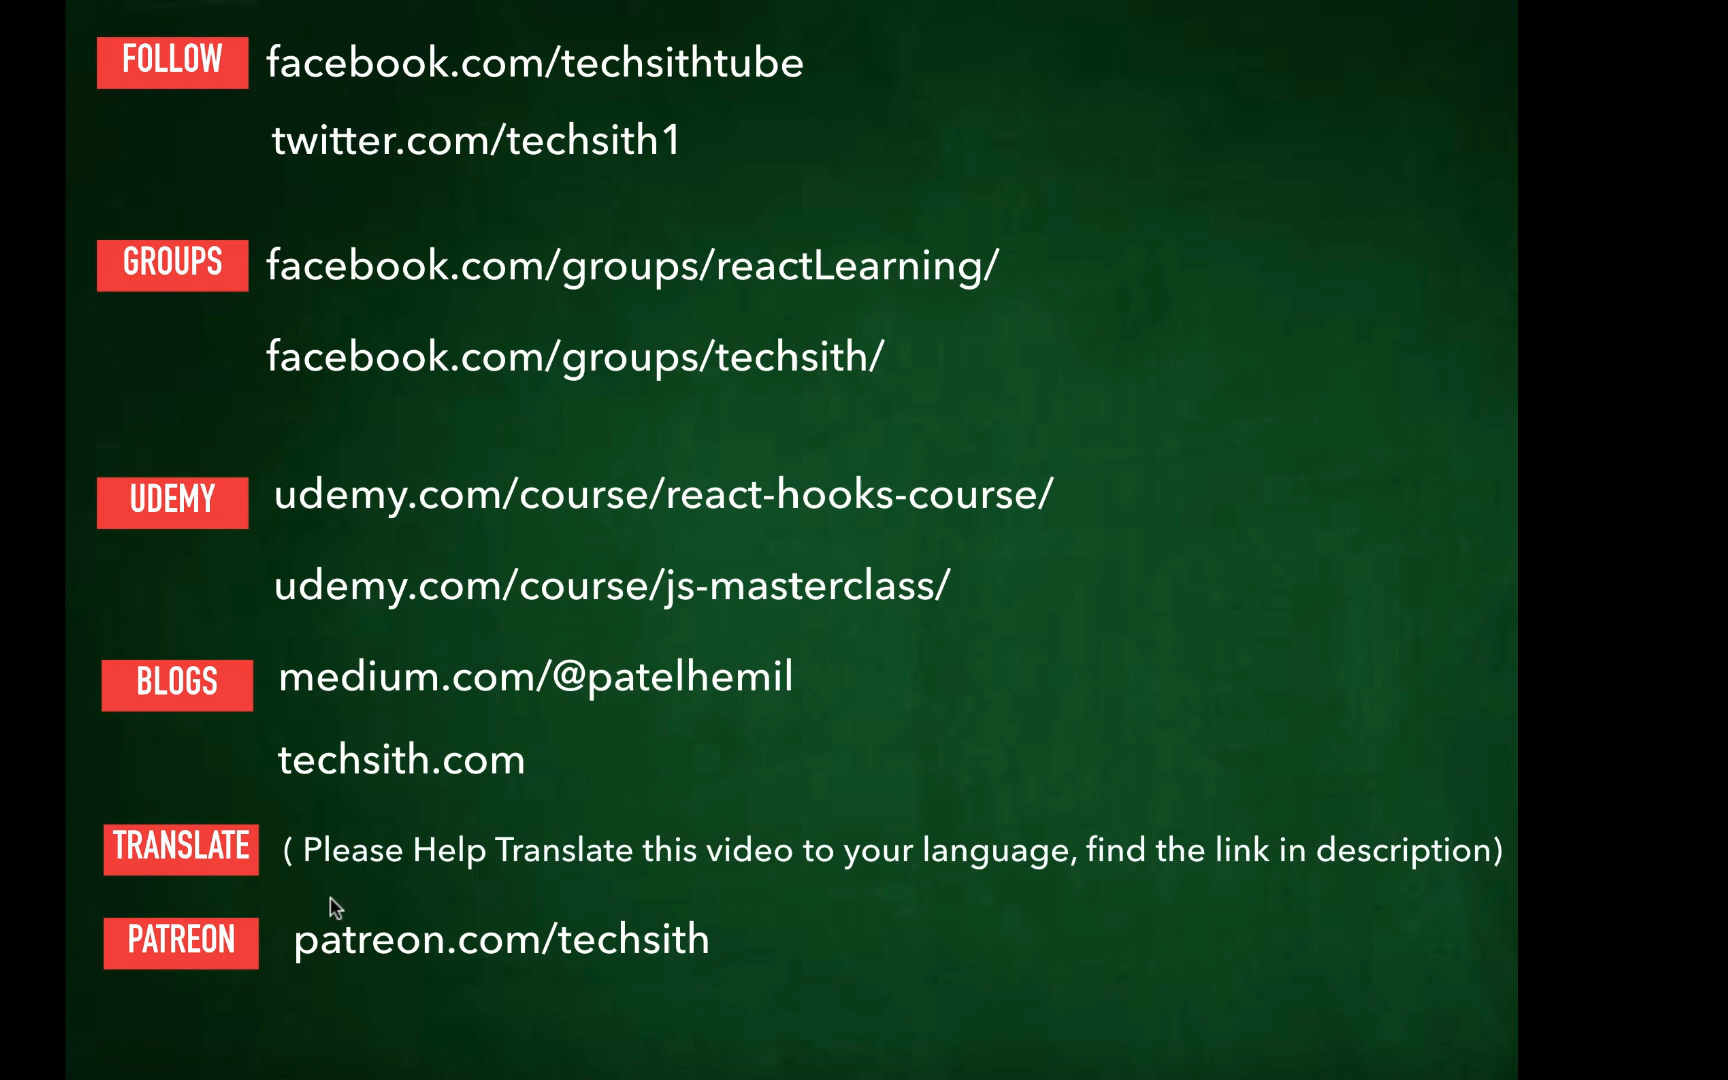 FOLLOW facebook.com/techsithtube
twitter.com/techsith1
GROUPS facebook.com/groups/reactLearning/
facebook.com/groups/techsith/
UDEMY udemy.com/course/react-hooks-course/
udemy.com/course/js-masterclass/
BLOGS medium.com/@patelhemil
techsith.com
TRANSLATE ( Please Help Translate this video to your language, find the link in description)
PATREON patreon.com/techsith